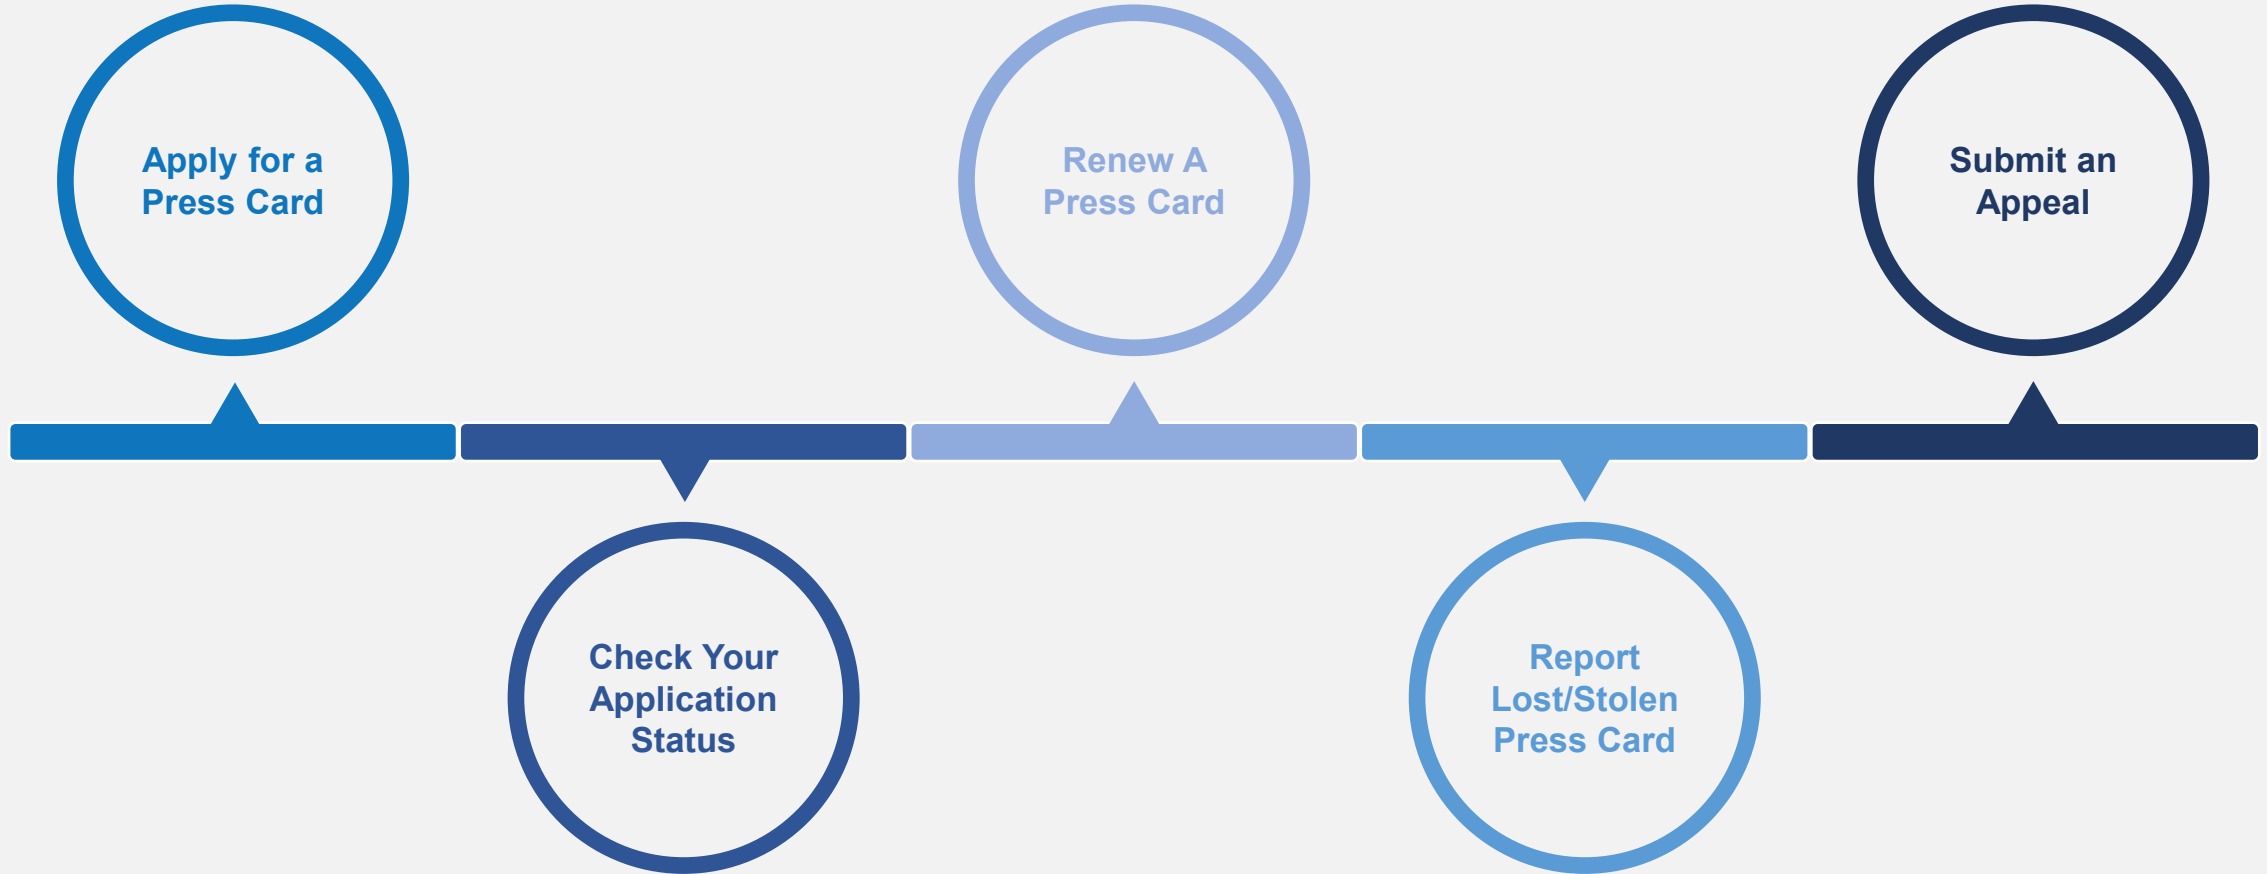 Apply for a
Press Card
Check Your
Application
Status
Renew A
Press Card
Report
Lost/Stolen
Press Card
Submit an
Appeal